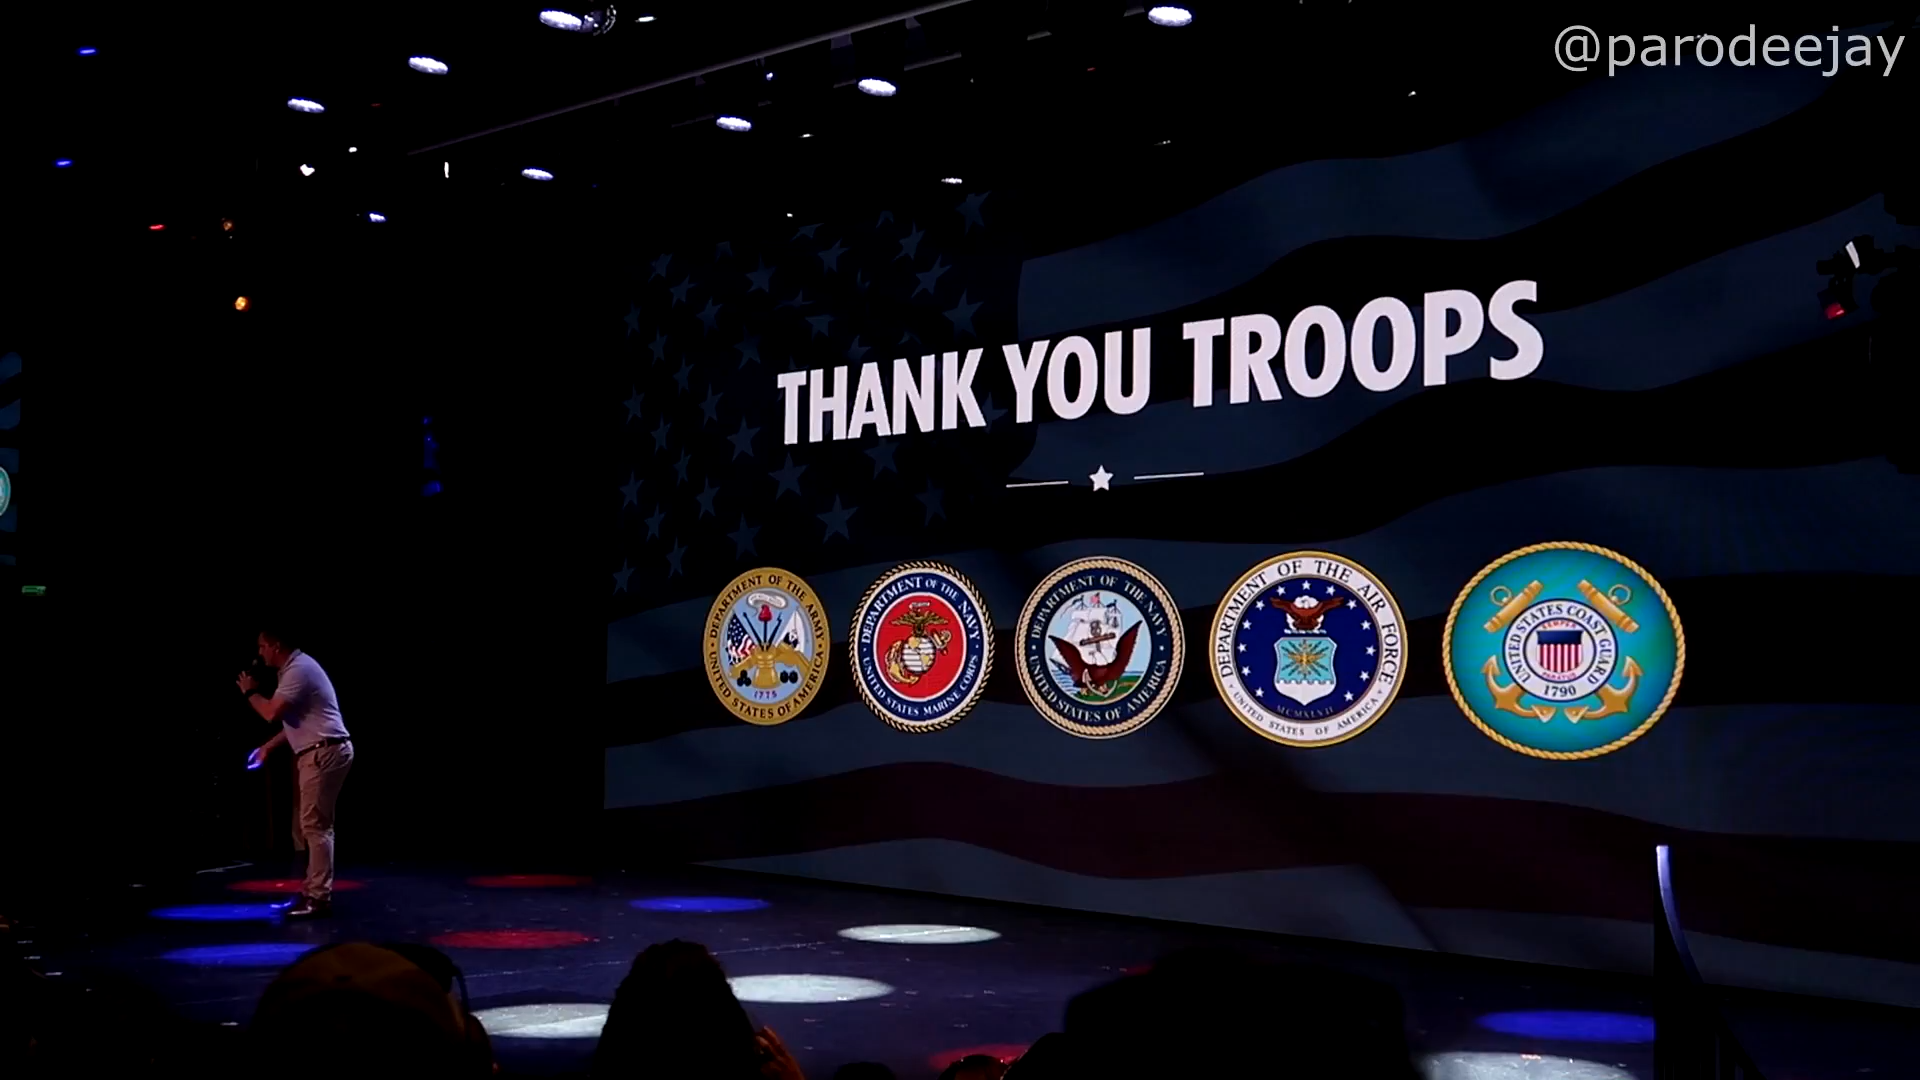 @parodeejay
THANK YOU TROOPS
DEPARTMENT OF THE ARMY
UNITED STATES OF AMERICA
1775
DEPARTMENT OF THE NAVY
UNITED STATES MARINE CORPS
DEPARTMENT OF THE NAVY
UNITED STATES OF AMERICA
DEPARTMENT OF THE AIR FORCE
MCMXLVII
UNITED STATES OF AMERICA
UNITED STATES COAST GUARD
SEMPER
PARATUS
1790